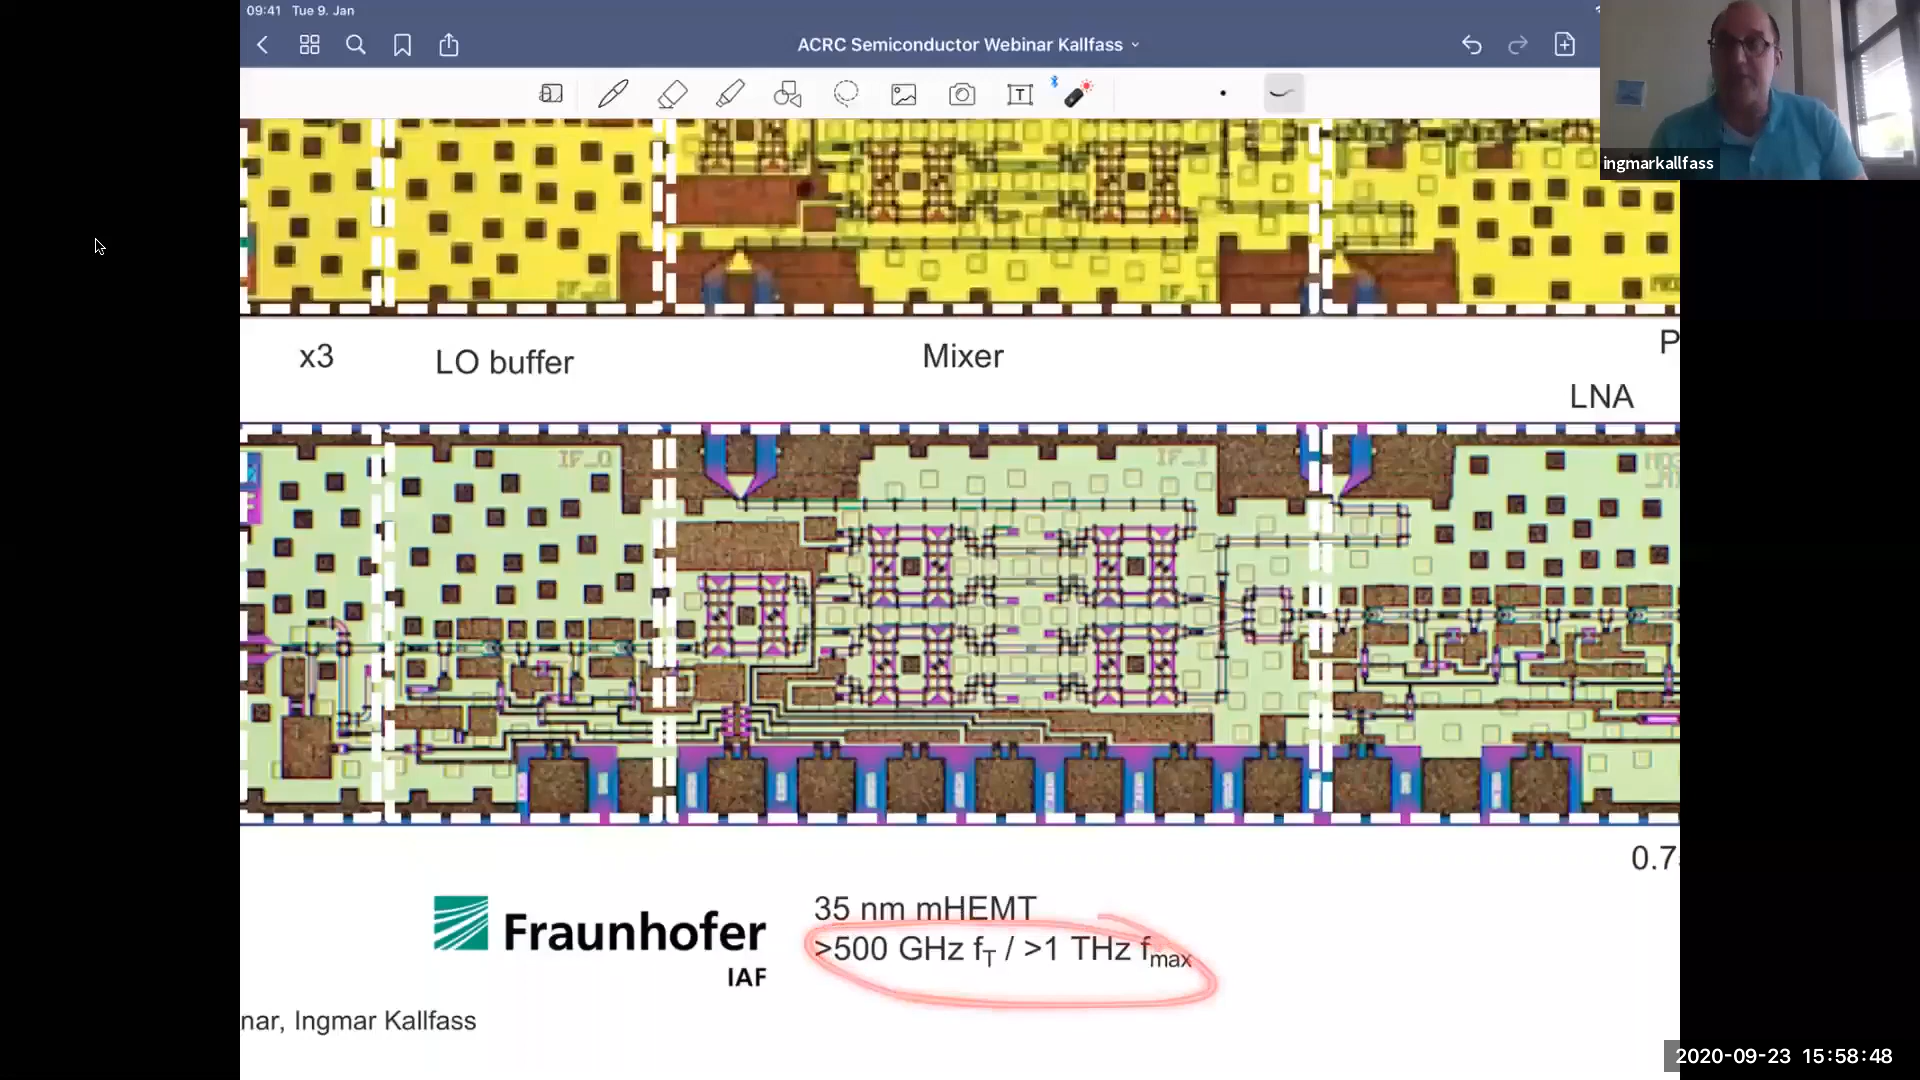 09:41 Tue 9. Jan
ACRC Semiconductor Webinar Kallfass
T
ingmarkallfass
IF_0
IF_1
x3
LO buffer
Mixer
P
LNA
IF_0
IF_1
0.7
35 nm mHEMT
Fraunhofer
>500 GHz fT / >1 THz fmax
IAF
nar, Ingmar Kallfass
2020-09-23 15:58:48